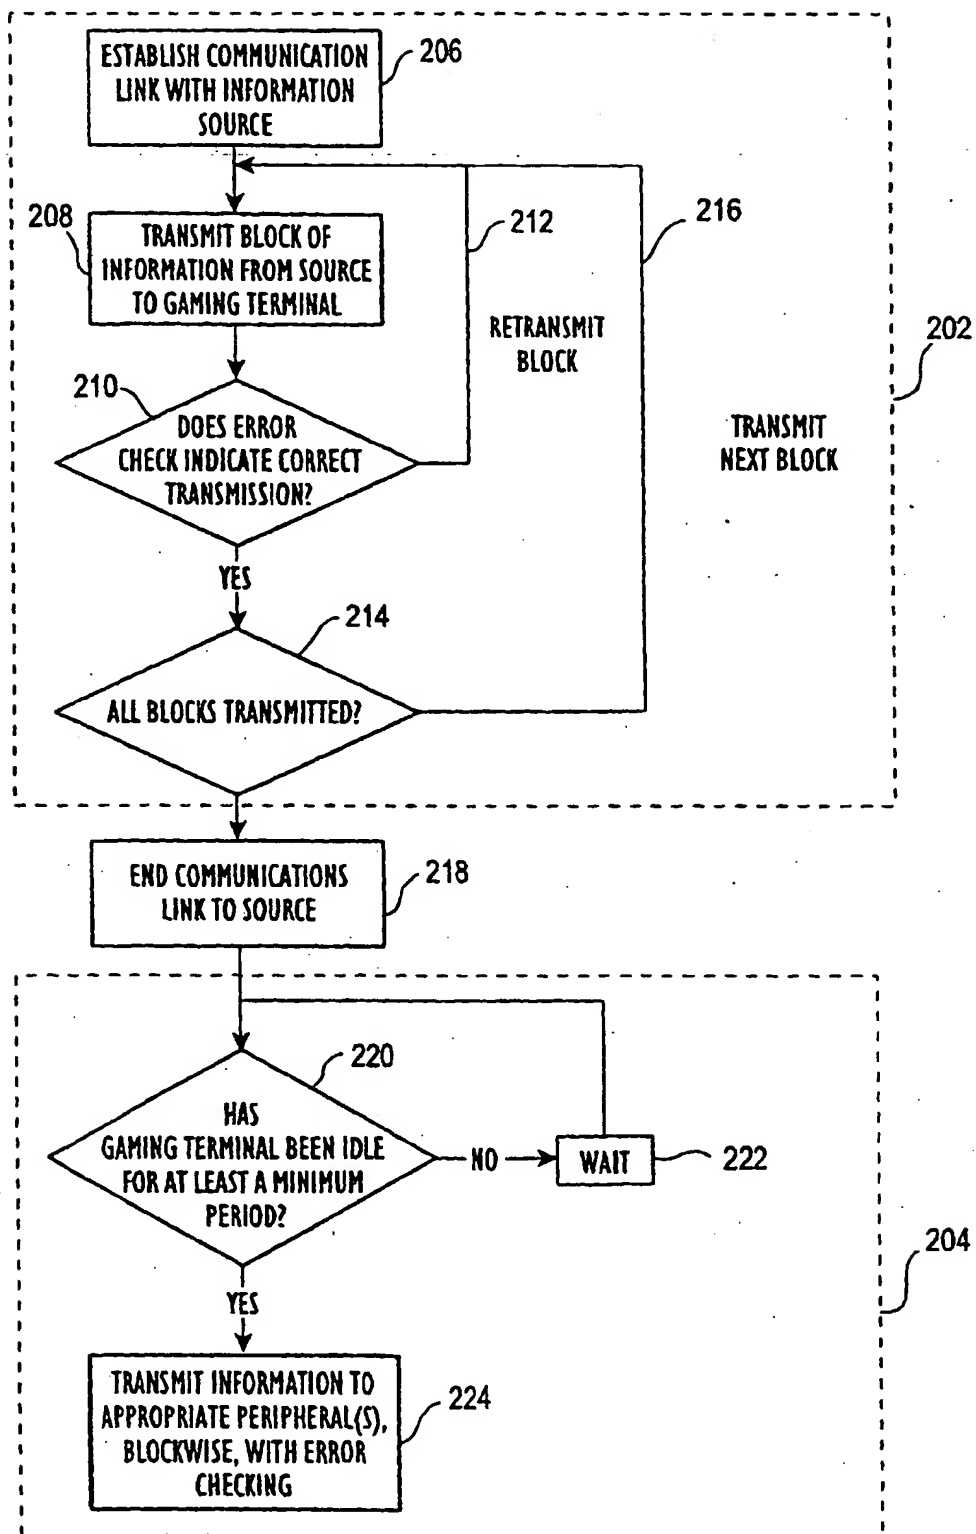 ESTABLISH COMMUNICATION
LINK WITH INFORMATION
SOURCE
206
208
TRANSMIT BLOCK OF
INFORMATION FROM SOURCE
TO GAMING TERMINAL
212
216
RETRANSMIT
BLOCK
202
210
DOES ERROR
CHECK INDICATE CORRECT
TRANSMISSION?
TRANSMIT
NEXT BLOCK
YES
214
ALL BLOCKS TRANSMITTED?
END COMMUNICATIONS
LINK TO SOURCE
218
220
HAS
GAMING TERMINAL BEEN IDLE
FOR AT LEAST A MINIMUM
PERIOD?
NO
WAIT
222
204
YES
TRANSMIT INFORMATION TO
APPROPRIATE PERIPHERAL(S),
BLOCKWISE, WITH ERROR
CHECKING
224